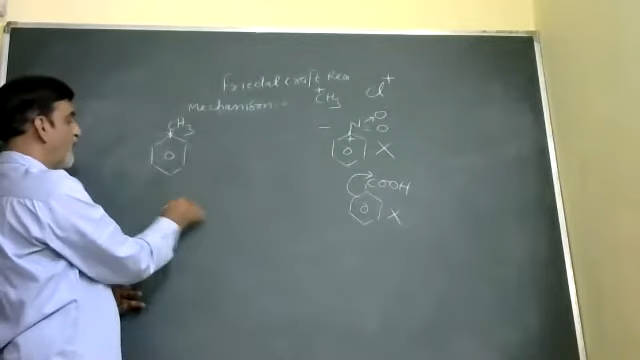 Friedal Craft Rea
Mechanism :-
+CH3
Cl+
CH3
N
O
O
X
COOH
X